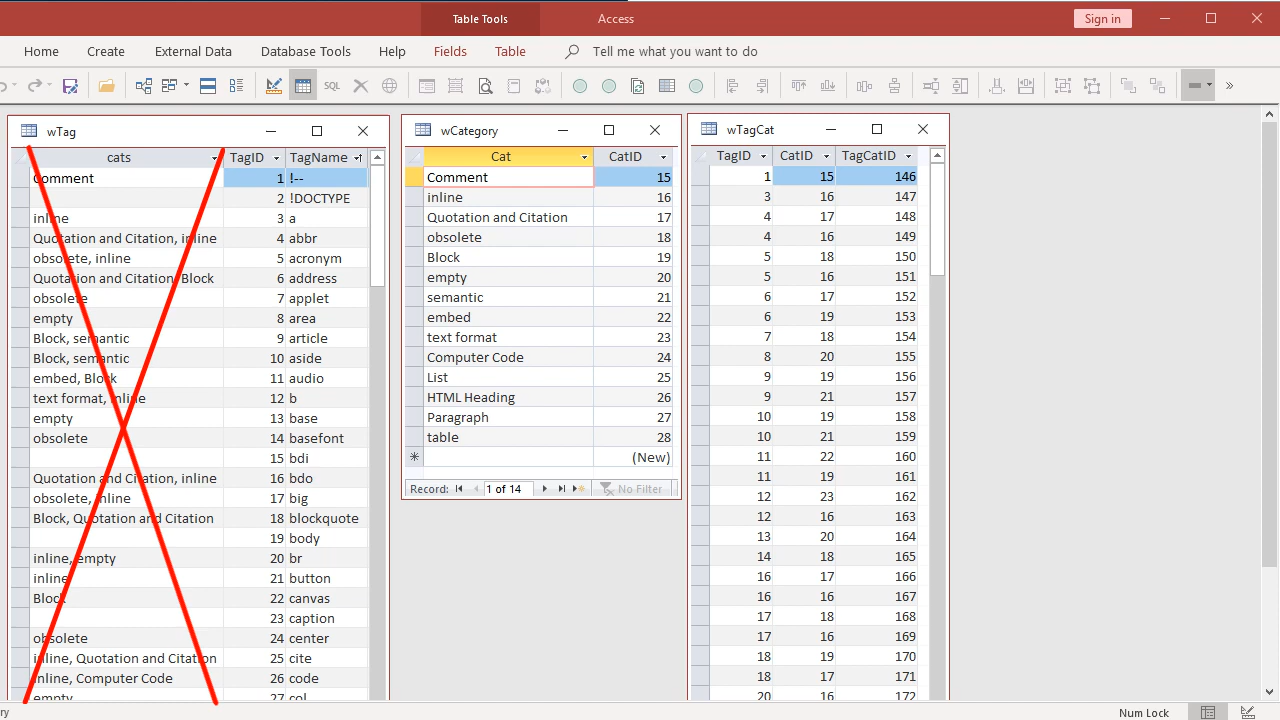 Table Tools Access Sign in
Home Create External Data Database Tools Help Fields Table Tell me what you want to do
SQL
wTag
cats TagID TagName
Comment 1 !--
2 !DOCTYPE
inline 3 a
Quotation and Citation, inline 4 abbr
obsolete, inline 5 acronym
Quotation and Citation, Block 6 address
obsolete 7 applet
empty 8 area
Block, semantic 9 article
Block, semantic 10 aside
embed, Block 11 audio
text format, inline 12 b
empty 13 base
obsolete 14 basefont
15 bdi
Quotation and Citation, inline 16 bdo
obsolete, inline 17 big
Block, Quotation and Citation 18 blockquote
19 body
inline, empty 20 br
inline 21 button
Block 22 canvas
23 caption
obsolete 24 center
inline, Quotation and Citation 25 cite
inline, Computer Code 26 code
empty 27 col
wCategory
Cat CatID
Comment 15
inline 16
Quotation and Citation 17
obsolete 18
Block 19
empty 20
semantic 21
embed 22
text format 23
Computer Code 24
List 25
HTML Heading 26
Paragraph 27
table 28
(New)
Record: 1 of 14 No Filter
wTagCat
TagID CatID TagCatID
1 15 146
3 16 147
4 17 148
4 16 149
5 18 150
5 16 151
6 17 152
6 19 153
7 18 154
8 20 155
9 19 156
9 21 157
10 19 158
10 21 159
11 22 160
11 19 161
12 23 162
12 16 163
13 20 164
14 18 165
16 17 166
16 16 167
17 18 168
17 16 169
18 19 170
18 17 171
20 16 172
ry Num Lock